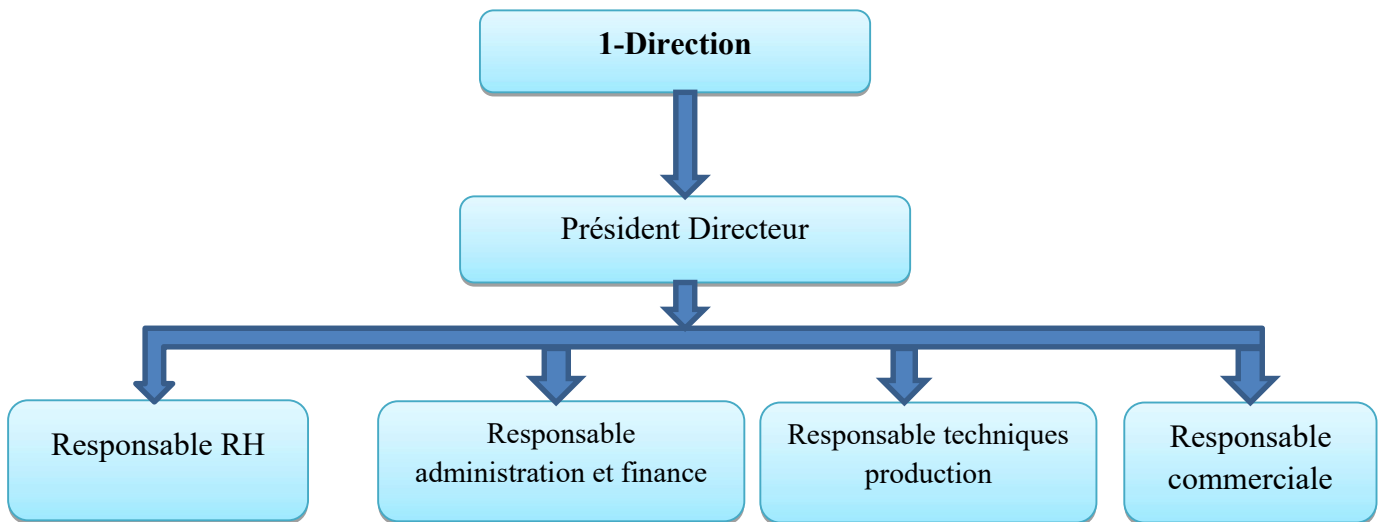 1-Direction
Président Directeur
Responsable RH
Responsable
administration et finance
Responsable techniques
production
Responsable
commerciale